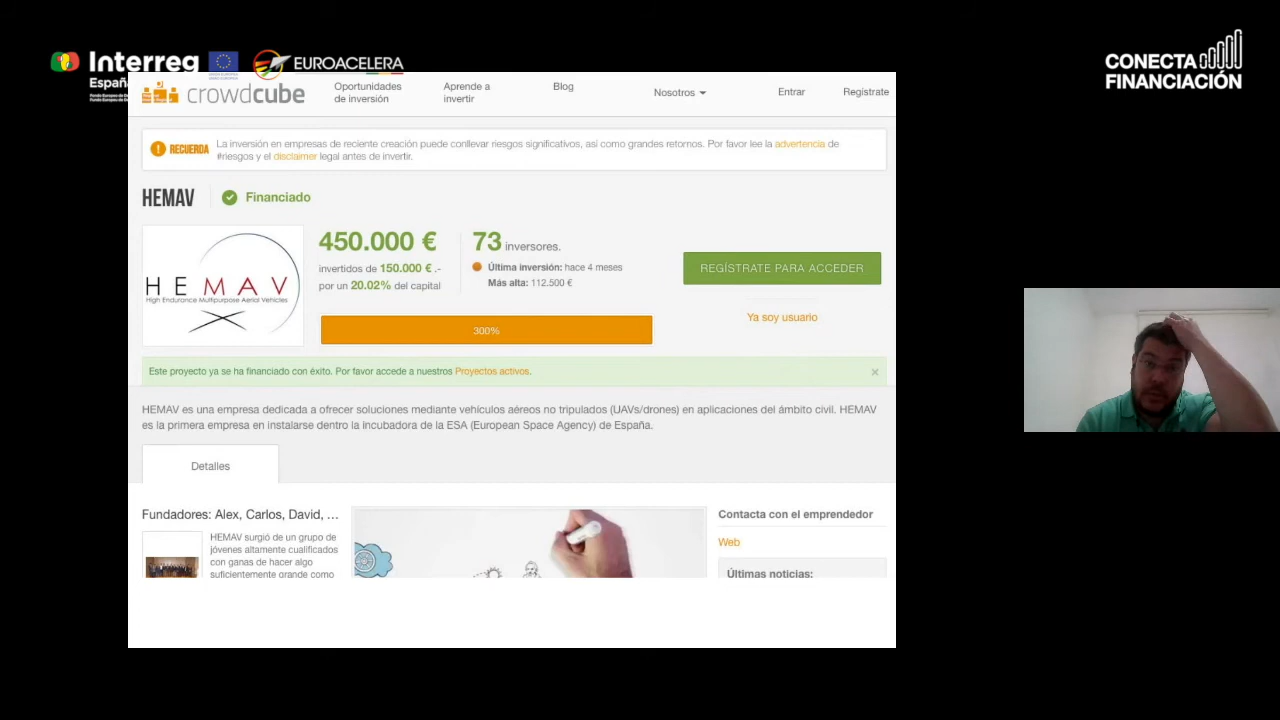 Interreg
España
EUROACELERA
CONECTA
FINANCIACIÓN
crowdcube
Oportunidades
de inversión
Aprende a
invertir
Blog
Nosotros
Entrar
Regístrate
RECUERDA
La inversión en empresas de reciente creación puede conllevar riesgos significativos, así como grandes retornos. Por favor lee la advertencia de
#riesgos y el disclaimer legal antes de invertir.
HEMAV
Financiado
450.000 €
invertidos de 150.000 € .-
por un 20.02% del capital
73 inversores.
Última inversión: hace 4 meses
Más alta: 112.500 €
REGÍSTRATE PARA ACCEDER
Ya soy usuario
HEMAV
High Endurance Multipurpose Aerial Vehicles
300%
Este proyecto ya se ha financiado con éxito. Por favor accede a nuestros Proyectos activos.
×
HEMAV es una empresa dedicada a ofrecer soluciones mediante vehículos aéreos no tripulados (UAVs/drones) en aplicaciones del ámbito civil. HEMAV
es la primera empresa en instalarse dentro la incubadora de la ESA (European Space Agency) de España.
Detalles
Fundadores: Alex, Carlos, David, ...
HEMAV surgió de un grupo de
jóvenes altamente cualificados
con ganas de hacer algo
suficientemente grande como
Contacta con el emprendedor
Web
Últimas noticias: